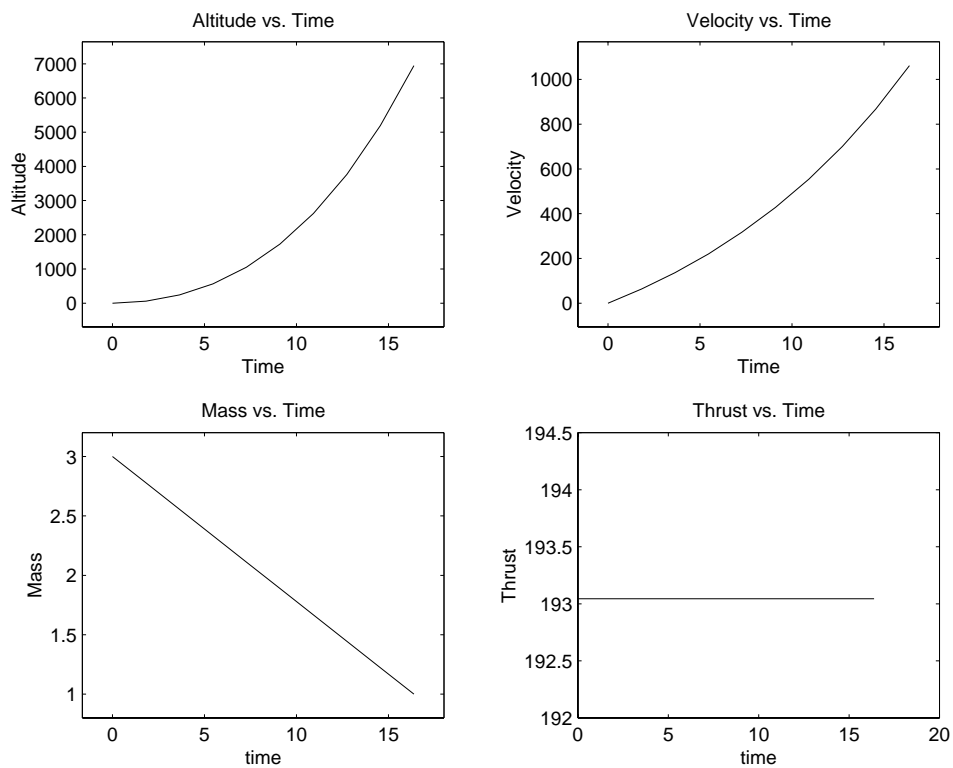 Altitude vs. Time
7000
6000
5000
4000
3000
2000
1000
0
Altitude
0 5 10 15
Time
Velocity vs. Time
1000
800
600
400
200
0
Velocity
0 5 10 15
Time
Mass vs. Time
3
2.5
2
1.5
1
Mass
0 5 10 15
time
Thrust vs. Time
194.5
194
193.5
193
192.5
192
Thrust
0 5 10 15 20
time